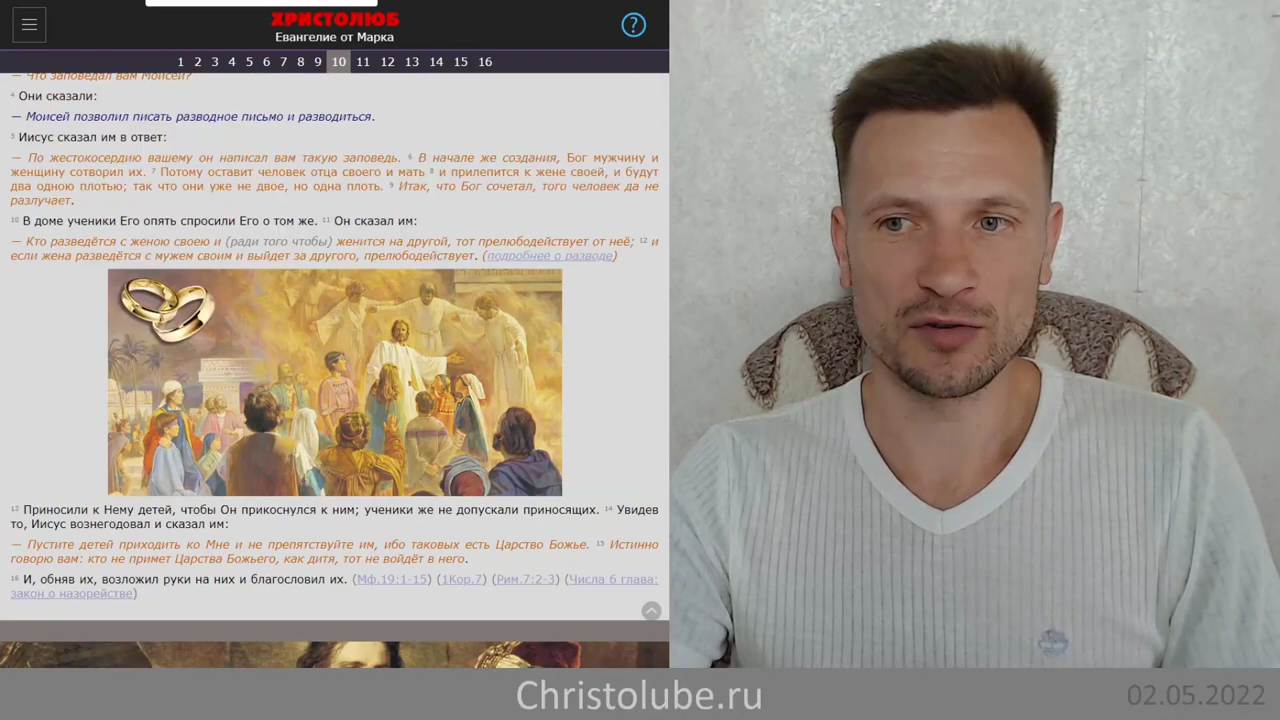 ХРИСТОЛЮБ
Евангелие от Марка
1 2 3 4 5 6 7 8 9 10 11 12 13 14 15 16
— Что заповедал вам Моисей?
4 Они сказали:
— Моисей позволил писать разводное письмо и разводиться.
5 Иисус сказал им в ответ:
— По жестокосердию вашему он написал вам такую заповедь. 6 В начале же создания, Бог мужчину и
женщину сотворил их. 7 Потому оставит человек отца своего и мать 8 и прилепится к жене своей, и будут
два одною плотью; так что они уже не двое, но одна плоть. 9 Итак, что Бог сочетал, того человек да не
разлучает.
10 В доме ученики Его опять спросили Его о том же. 11 Он сказал им:
— Кто разведётся с женою своею и (ради того чтобы) женится на другой, тот прелюбодействует от неё; 12 и
если жена разведётся с мужем своим и выйдет за другого, прелюбодействует. (подробнее о разводе)
13 Приносили к Нему детей, чтобы Он прикоснулся к ним; ученики же не допускали приносящих. 14 Увидев
то, Иисус вознегодовал и сказал им:
— Пустите детей приходить ко Мне и не препятствуйте им, ибо таковых есть Царство Божье. 15 Истинно
говорю вам: кто не примет Царства Божьего, как дитя, тот не войдёт в него.
16 И, обняв их, возложил руки на них и благословил их. (Мф.19:1-15) (1Кор.7) (Рим.7:2-3) (Числа 6 глава:
закон о назорействе)
Christolube.ru
02.05.2022